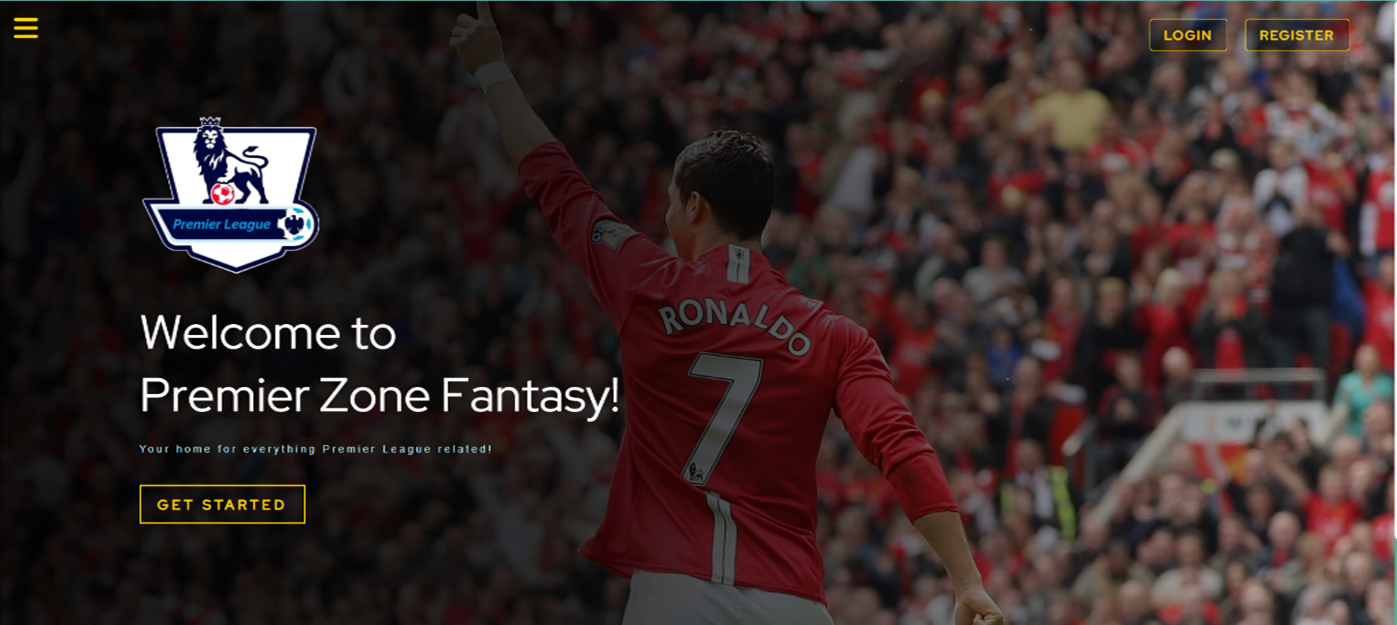 LOGIN REGISTER
Premier League
Welcome to
Premier Zone Fantasy!
Your home for everything Premier League related!
GET STARTED
RONALDO
7